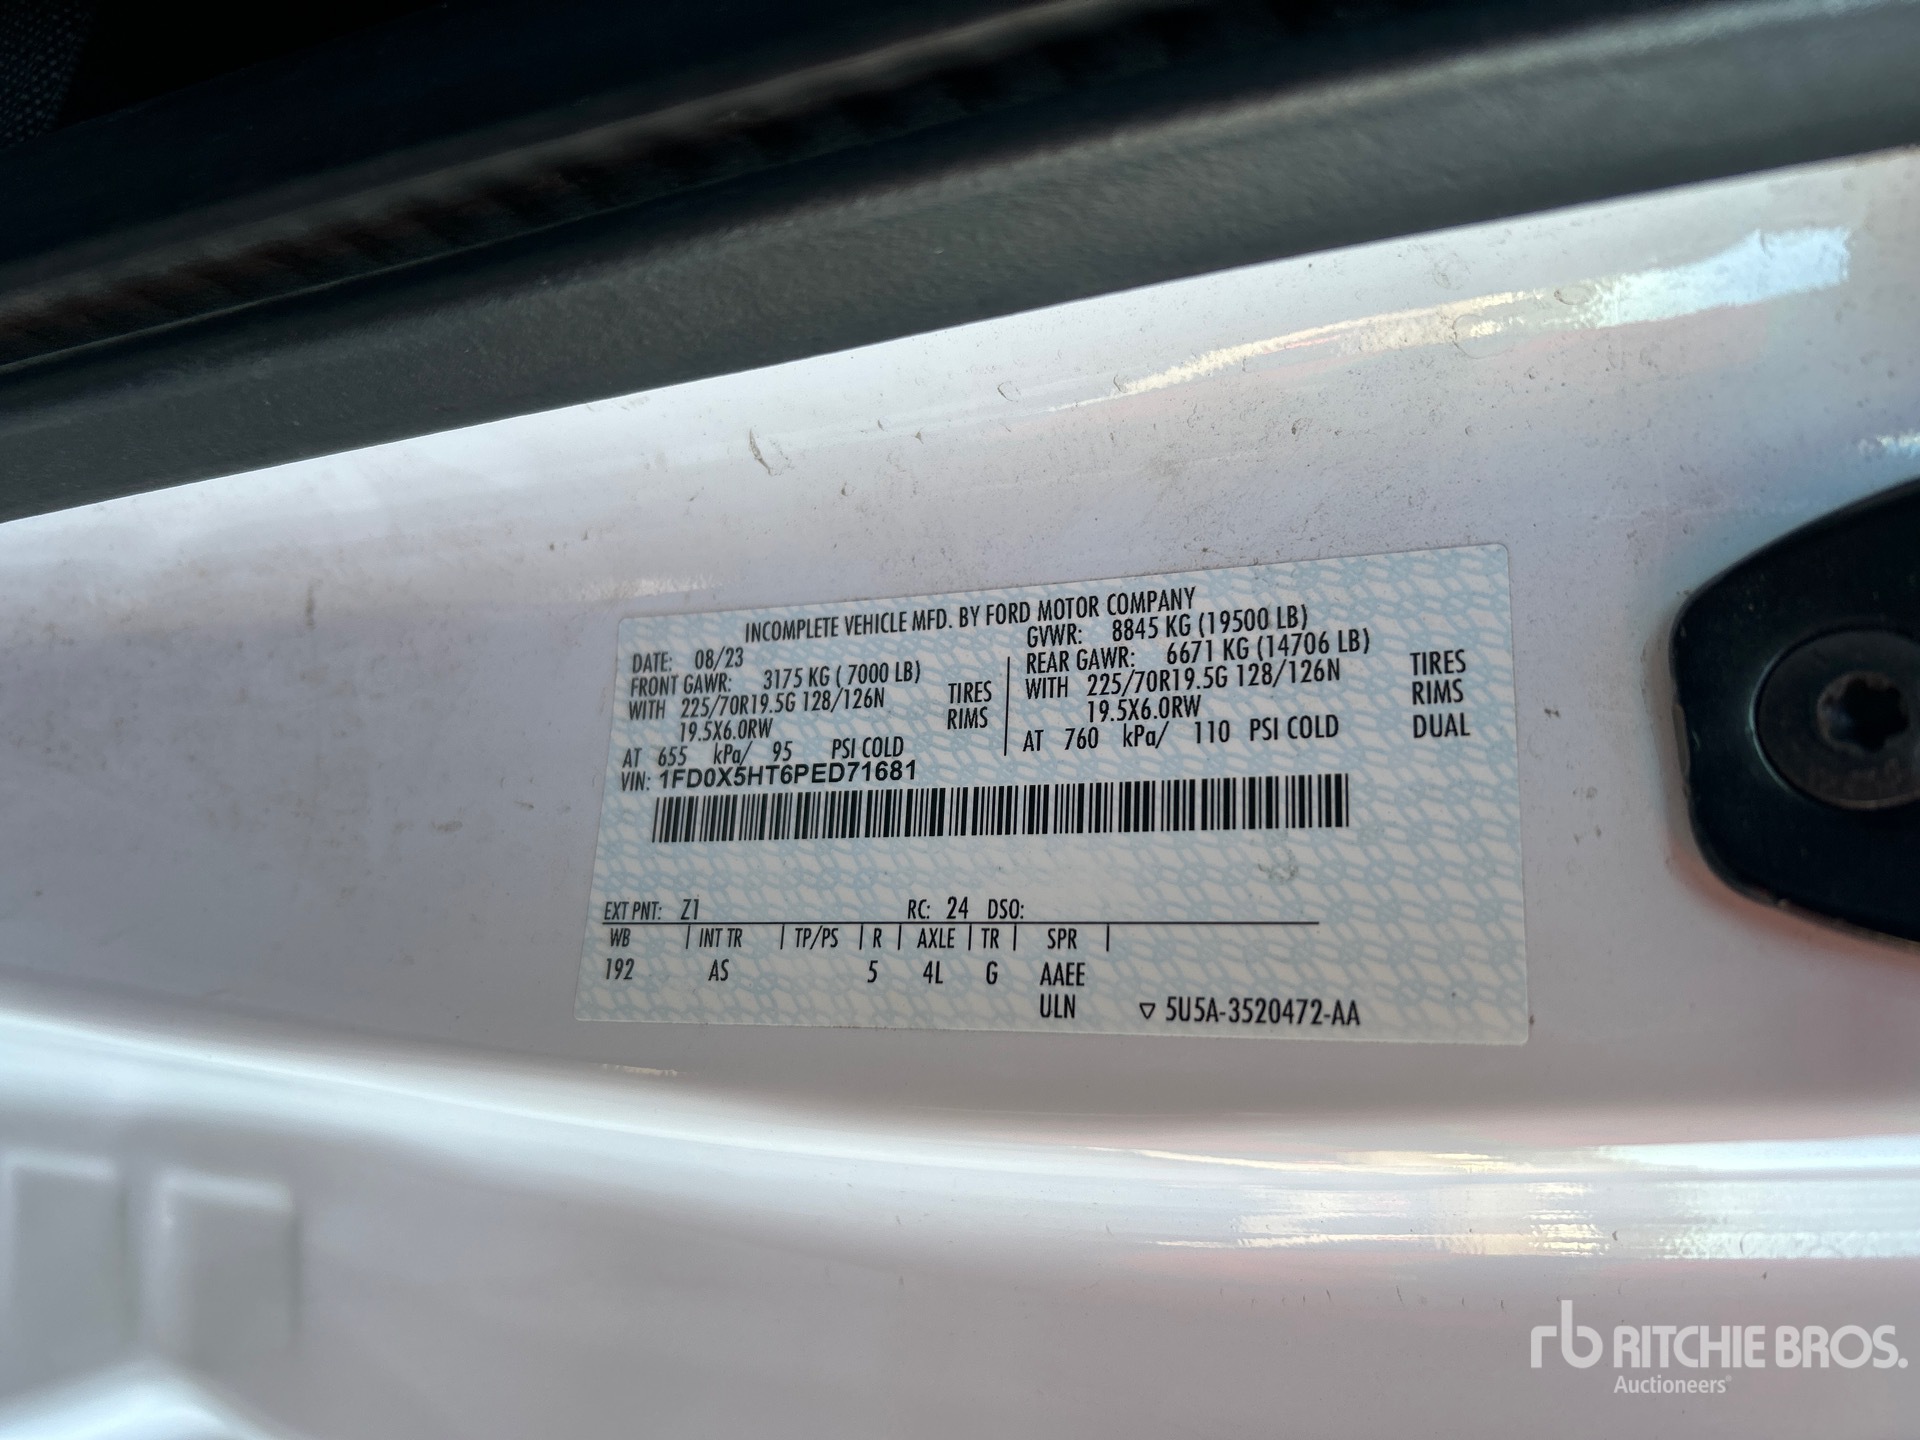 INCOMPLETE VEHICLE MFD. BY FORD MOTOR COMPANY
DATE: 08/23
FRONT GAWR: 3175 KG ( 7000 LB)
WITH 225/70R19.5G 128/126N TIRES
19.5X6.0RW RIMS
AT 655 kPa/ 95 PSI COLD
GVWR: 8845 KG (19500 LB)
REAR GAWR: 6671 KG (14706 LB)
WITH 225/70R19.5G 128/126N TIRES
19.5X6.0RW RIMS
AT 760 kPa/ 110 PSI COLD DUAL
VIN: 1FD0X5HT6PED71681
EXT PNT: Z1 RC: 24 DSO:
WB | INT TR | TP/PS | R | AXLE | TR | SPR |
192 AS 5 4L G AAEE
ULN ▽ 5U5A-3520472-AA
rb RITCHIE BROS.
Auctioneers